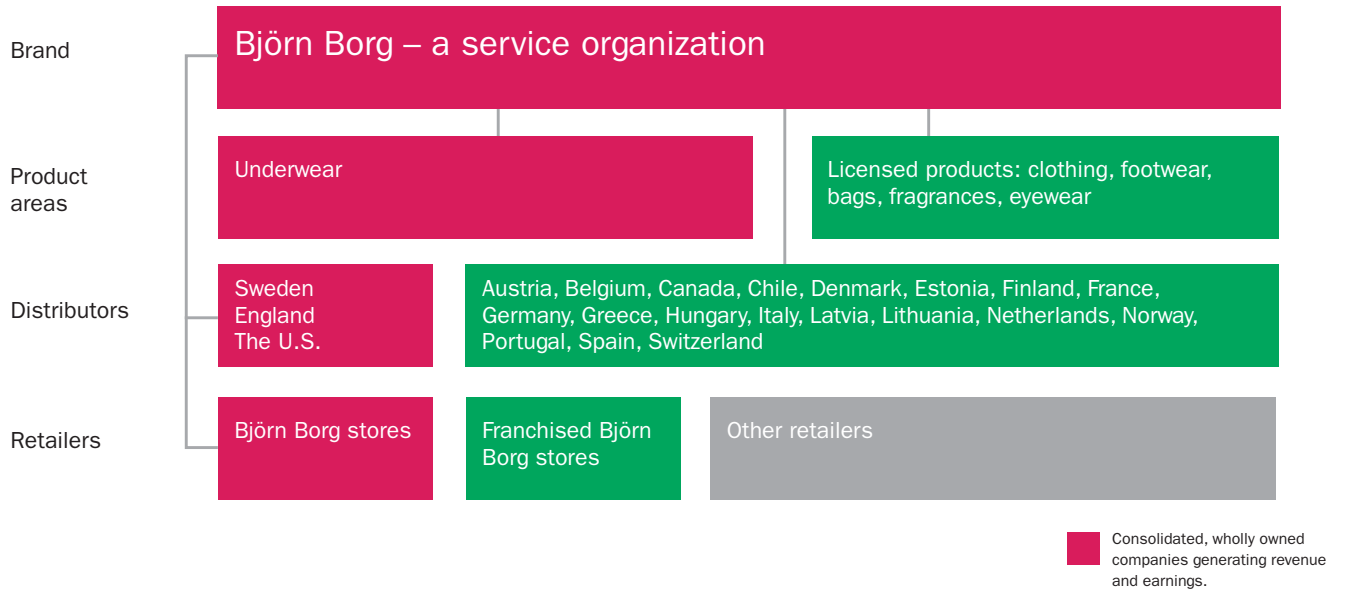 Brand
Björn Borg – a service organization
Product
areas
Underwear
Licensed products: clothing, footwear,
bags, fragrances, eyewear
Distributors
Sweden
England
The U.S.
Austria, Belgium, Canada, Chile, Denmark, Estonia, Finland, France,
Germany, Greece, Hungary, Italy, Latvia, Lithuania, Netherlands, Norway,
Portugal, Spain, Switzerland
Retailers
Björn Borg stores
Franchised Björn
Borg stores
Other retailers
Consolidated, wholly owned
companies generating revenue
and earnings.